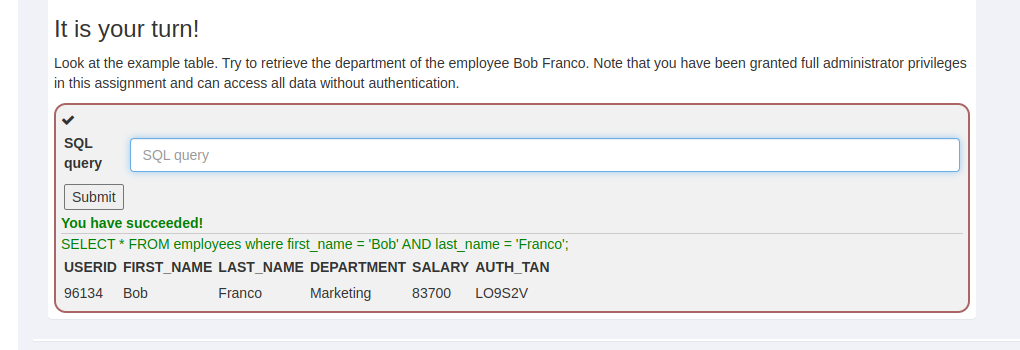 It is your turn!
Look at the example table. Try to retrieve the department of the employee Bob Franco. Note that you have been granted full administrator privileges
in this assignment and can access all data without authentication.
SQL
query
SQL query
Submit
You have succeeded!
SELECT * FROM employees where first_name = 'Bob' AND last_name = 'Franco';
USERID FIRST_NAME LAST_NAME DEPARTMENT SALARY AUTH_TAN
96134 Bob Franco Marketing 83700 LO9S2V